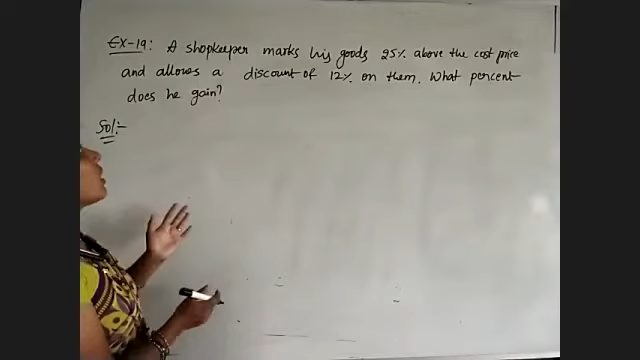 Ex-19: A shopkeeper marks his goods 25% above the cost price
and allows a discount of 12% on them. What percent
does he gain?
Sol:-